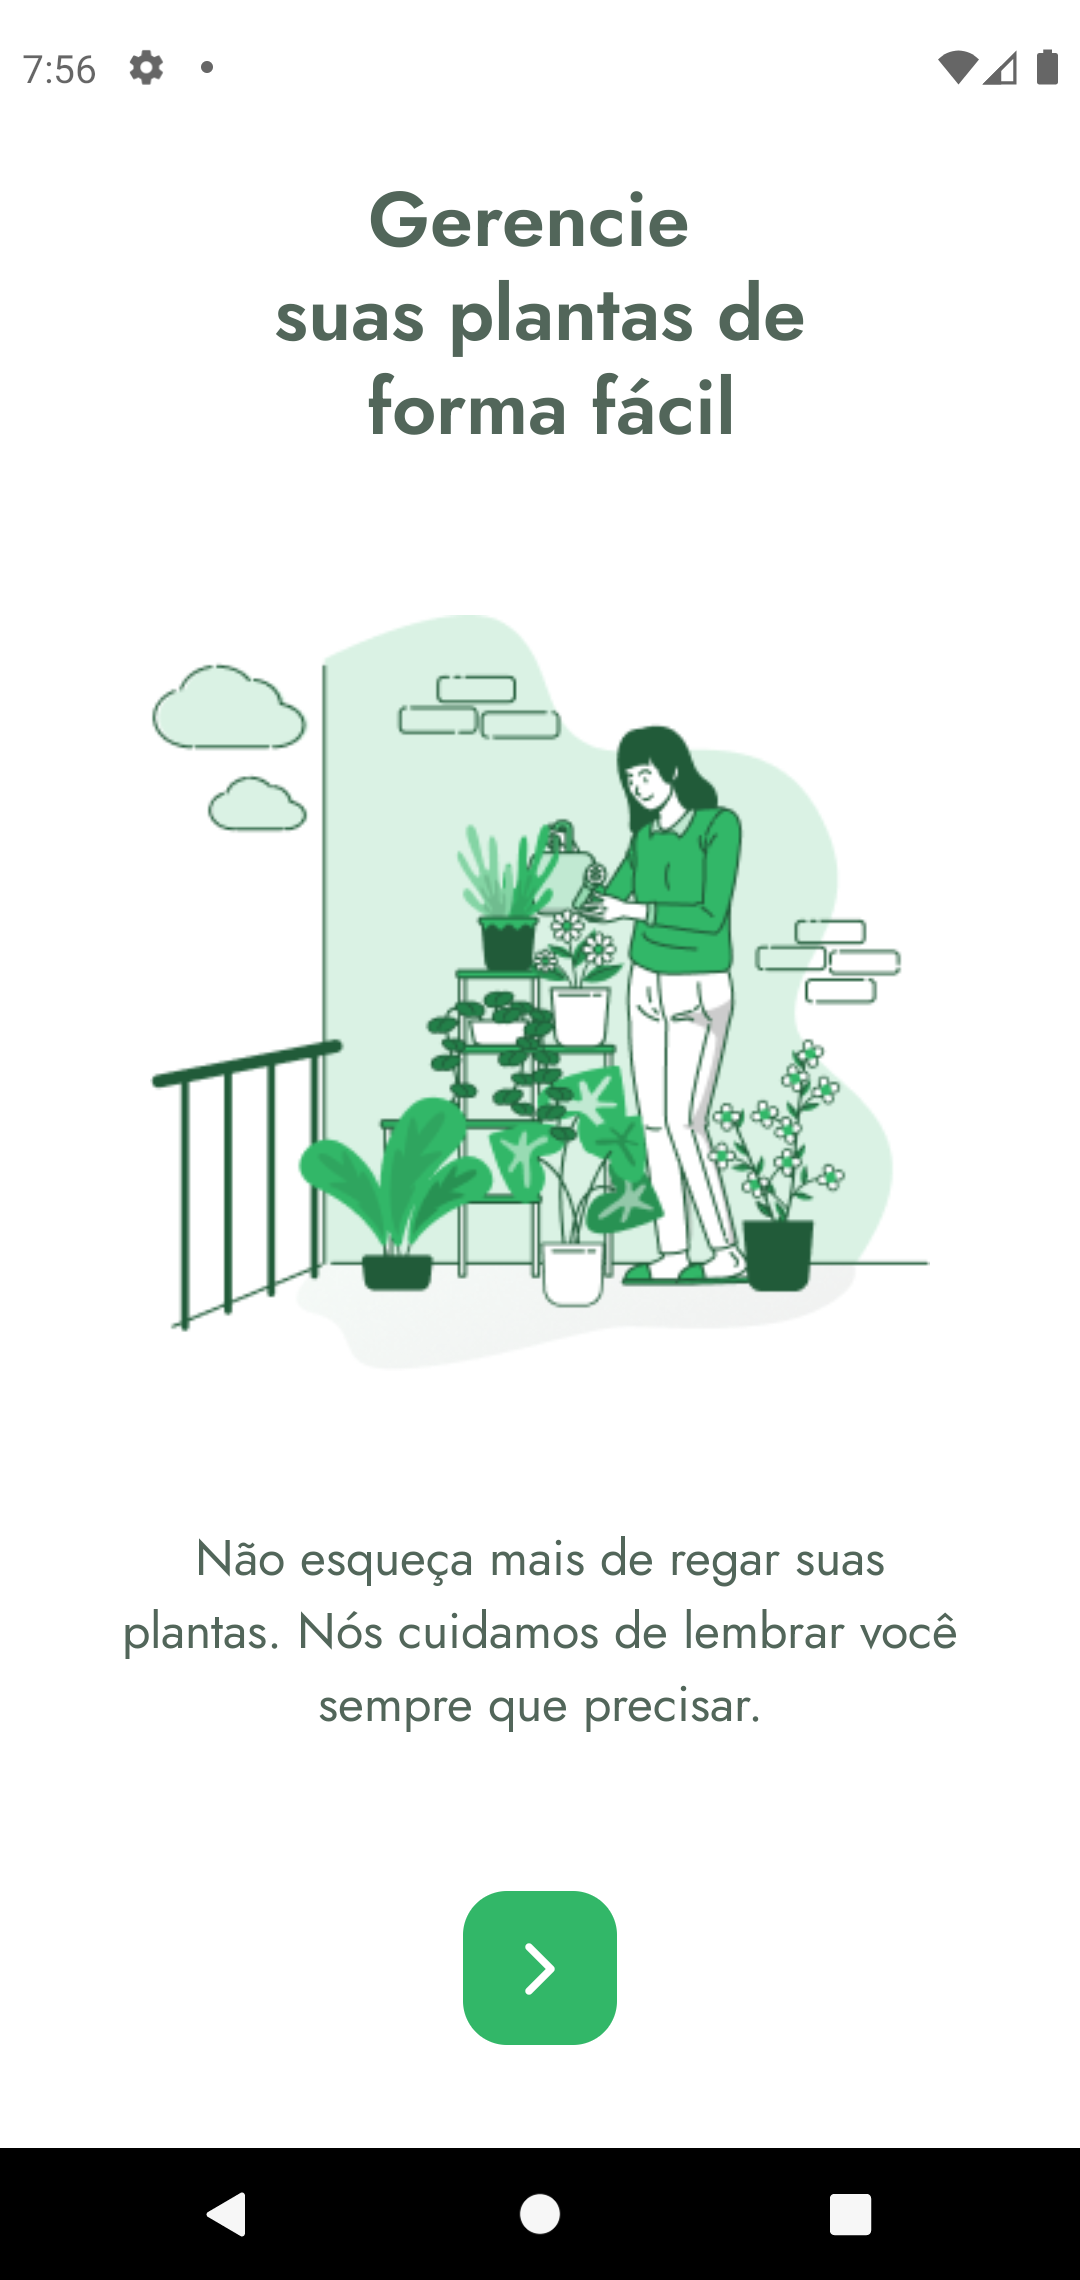 7:56
Gerencie
suas plantas de
forma fácil
Não esqueça mais de regar suas
plantas. Nós cuidamos de lembrar você
sempre que precisar.